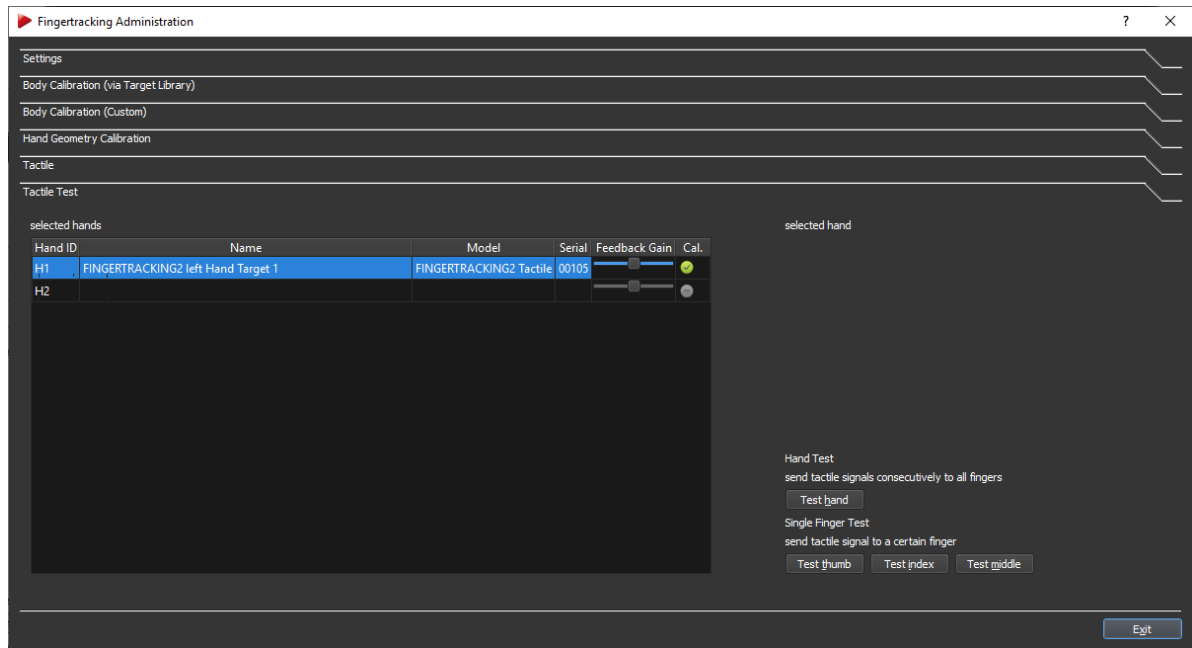 Fingertracking Administration
Settings
Body Calibration (via Target Library)
Body Calibration (Custom)
Hand Geometry Calibration
Tactile
Tactile Test
selected hands
selected hand
Hand ID Name Model Serial Feedback Gain Cal.
H1 FINGERTRACKING2 left Hand Target 1 FINGERTRACKING2 Tactile 00105
H2
Hand Test
send tactile signals consecutively to all fingers
Test hand
Single Finger Test
send tactile signal to a certain finger
Test thumb Test index Test middle
Exit